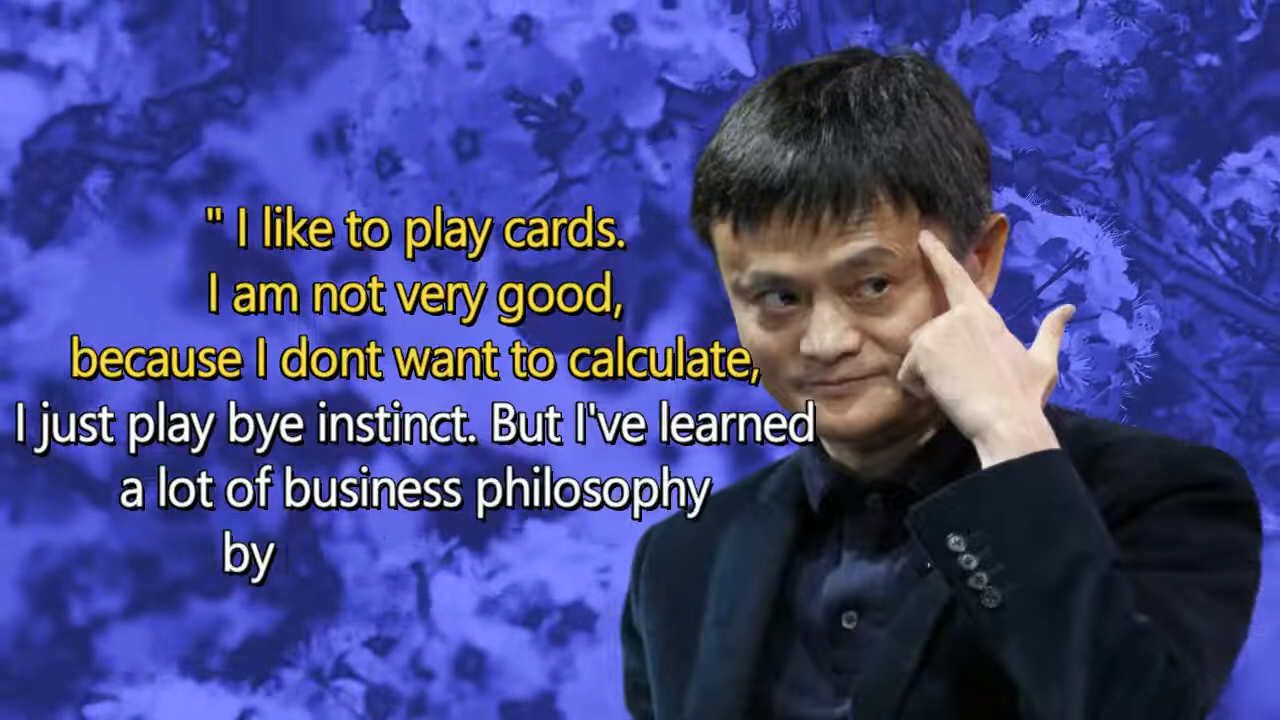 " I like to play cards.
I am not very good,
because I dont want to calculate,
I just play bye instinct. But I've learned
a lot of business philosophy
by